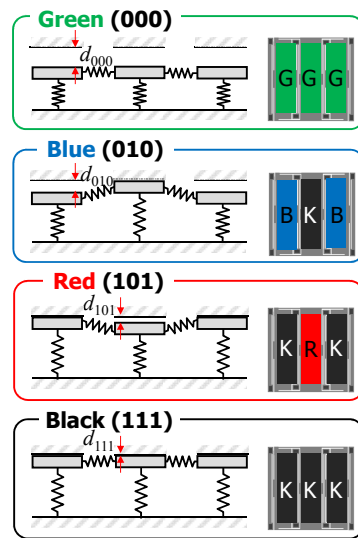 Green (000)
d000
G G G
Blue (010)
d010
B K B
Red (101)
d101
K R K
Black (111)
d111
K K K